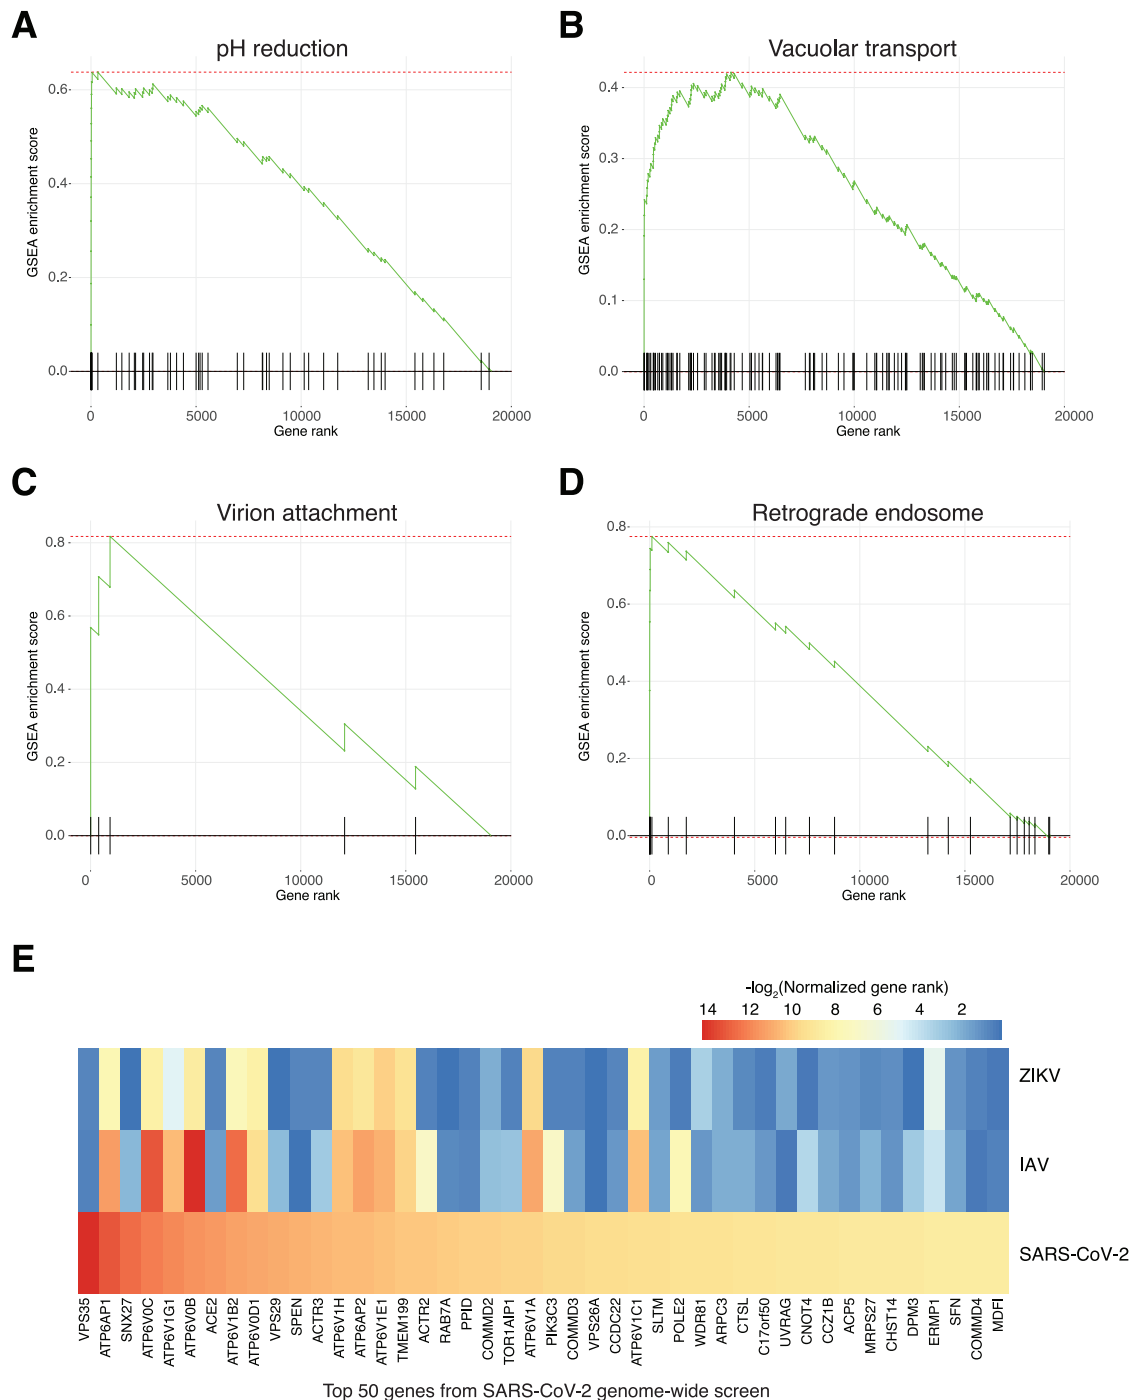 A
pH reduction
GSEA enrichment score
0.6
0.4
0.2
0.0
0 5000 10000 15000 20000
Gene rank
B
Vacuolar transport
GSEA enrichment score
0.4
0.3
0.2
0.1
0.0
0 5000 10000 15000 20000
Gene rank
C
Virion attachment
GSEA enrichment score
0.8
0.6
0.4
0.2
0.0
0 5000 10000 15000 20000
Gene rank
D
Retrograde endosome
GSEA enrichment score
0.8
0.6
0.4
0.2
0.0
0 5000 10000 15000 20000
Gene rank
E
-log2(Normalized gene rank)
14 12 10 8 6 4 2
ZIKV
IAV
SARS-CoV-2
VPS35
ATP6AP1
SNX27
ATP6V0C
ATP6V1G1
ATP6V0B
ACE2
ATP6V1B2
ATP6V0D1
VPS29
SPEN
ACTR3
ATP6V1H
ATP6AP2
ATP6V1E1
TMEM199
ACTR2
RAB7A
PPID
COMMD2
TOR1AIP1
ATP6V1A
PIK3C3
COMMD3
VPS26A
CCDC22
ATP6V1C1
SLTM
POLE2
WDR81
ARPC3
CTSL
C17orf50
UVRAG
CNOT4
CCZ1B
ACP5
MRPS27
CHST14
DPM3
ERMP1
SFN
COMMD4
MDFI
Top 50 genes from SARS-CoV-2 genome-wide screen